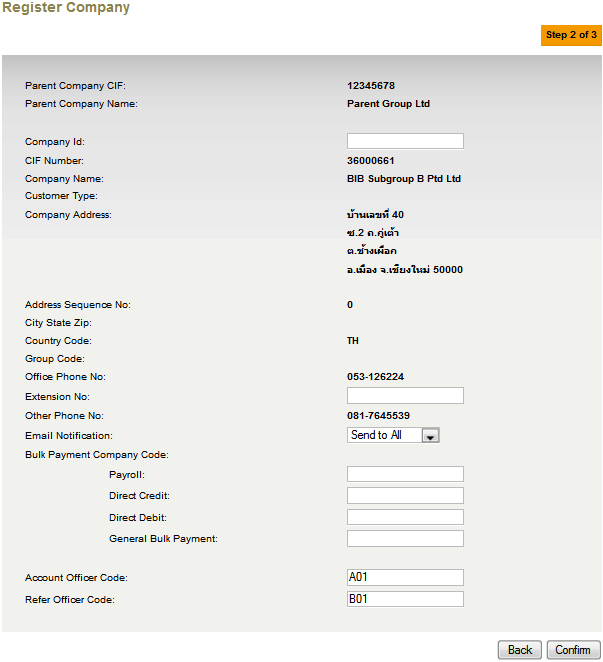 Register Company
Step 2 of 3
Parent Company CIF: 12345678
Parent Company Name: Parent Group Ltd
Company Id:
CIF Number: 36000661
Company Name: BIB Subgroup B Ptd Ltd
Customer Type:
Company Address: บ้านเลขที่ 40
ซ.2 ถ.คู่เต้า
ต.ช้างเผือก
อ.เมือง จ.เชียงใหม่ 50000
Address Sequence No: 0
City State Zip:
Country Code: TH
Group Code:
Office Phone No: 053-126224
Extension No:
Other Phone No: 081-7645539
Email Notification: Send to All
Bulk Payment Company Code:
Payroll:
Direct Credit:
Direct Debit:
General Bulk Payment:
Account Officer Code: A01
Refer Officer Code: B01
Back Confirm